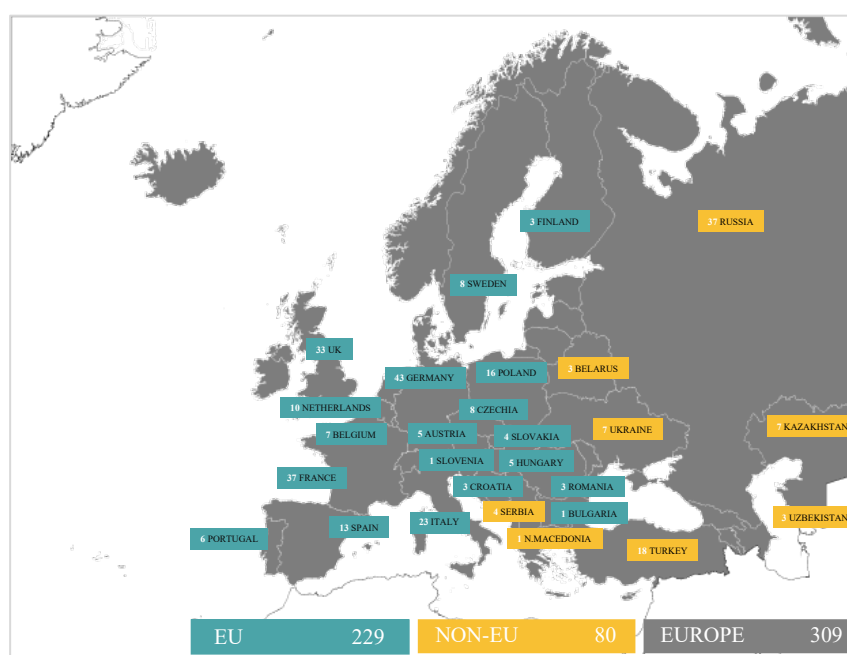 3 FINLAND
37 RUSSIA
8 SWEDEN
33 UK
3 BELARUS
16 POLAND
43 GERMANY
10 NETHERLANDS
8 CZECHIA
7 UKRAINE
7 KAZAKHSTAN
7 BELGIUM
5 AUSTRIA
4 SLOVAKIA
1 SLOVENIA
5 HUNGARY
37 FRANCE
3 CROATIA
3 ROMANIA
4 SERBIA
1 BULGARIA
3 UZBEKISTAN
13 SPAIN
23 ITALY
6 PORTUGAL
1 N.MACEDONIA
18 TURKEY
EU 229
NON-EU 80
EUROPE 309